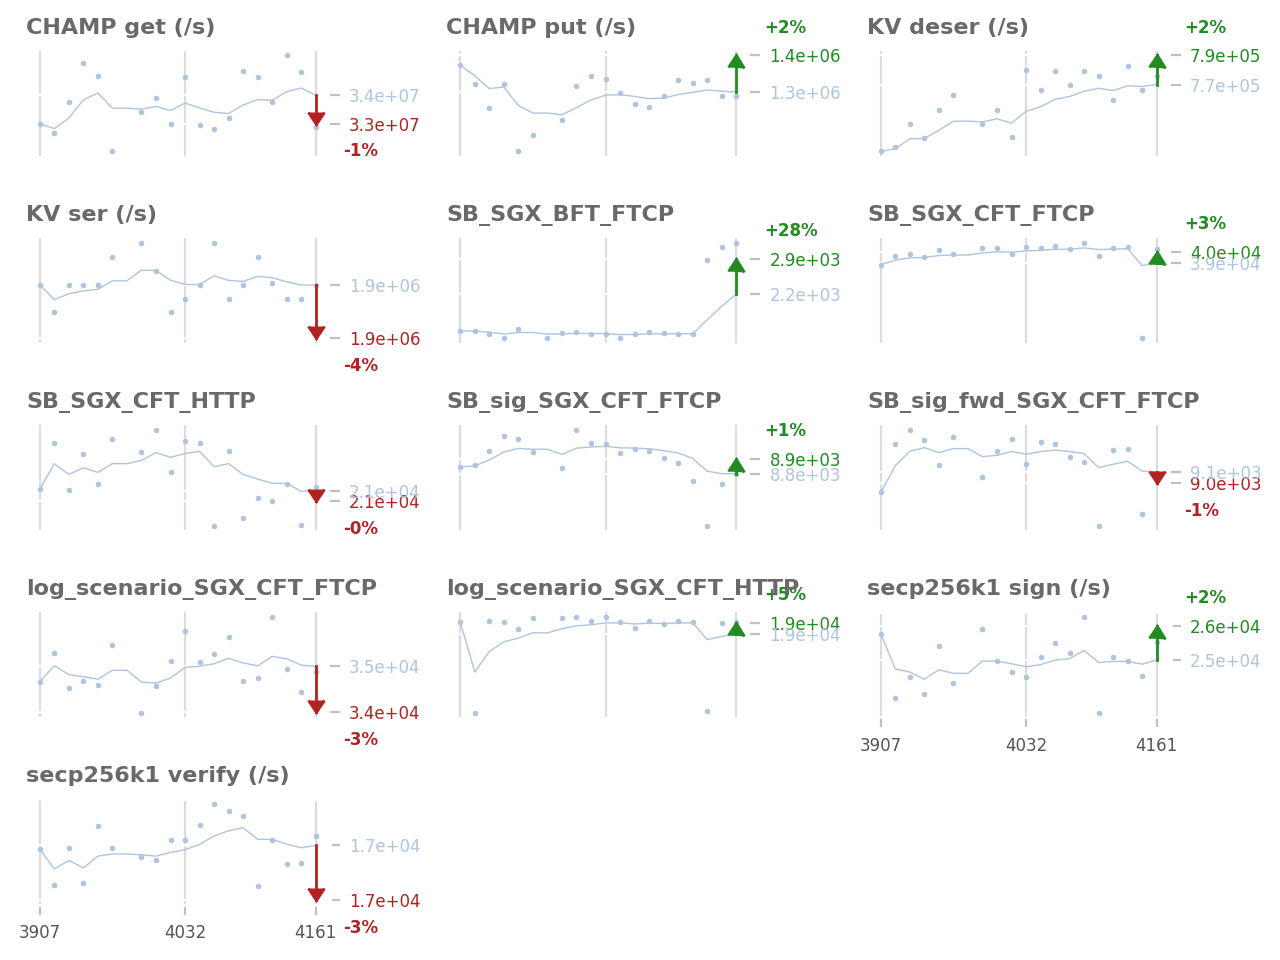 CHAMP get (/s)
3.4e+07
3.3e+07
-1%
CHAMP put (/s)
+2%
1.4e+06
1.3e+06
KV deser (/s)
+2%
7.9e+05
7.7e+05
KV ser (/s)
1.9e+06
1.9e+06
-4%
SB_SGX_BFT_FTCP
+28%
2.9e+03
2.2e+03
SB_SGX_CFT_FTCP
+3%
4.0e+04
3.9e+04
SB_SGX_CFT_HTTP
2.1e+04
2.1e+04
-0%
SB_sig_SGX_CFT_FTCP
+1%
8.9e+03
8.8e+03
SB_sig_fwd_SGX_CFT_FTCP
9.1e+03
9.0e+03
-1%
log_scenario_SGX_CFT_FTCP
3.5e+04
3.4e+04
-3%
log_scenario_SGX_CFT_HTTP
+5%
1.9e+04
1.9e+04
secp256k1 sign (/s)
+2%
2.6e+04
2.5e+04
3907 4032 4161
secp256k1 verify (/s)
1.7e+04
1.7e+04
-3%
3907 4032 4161